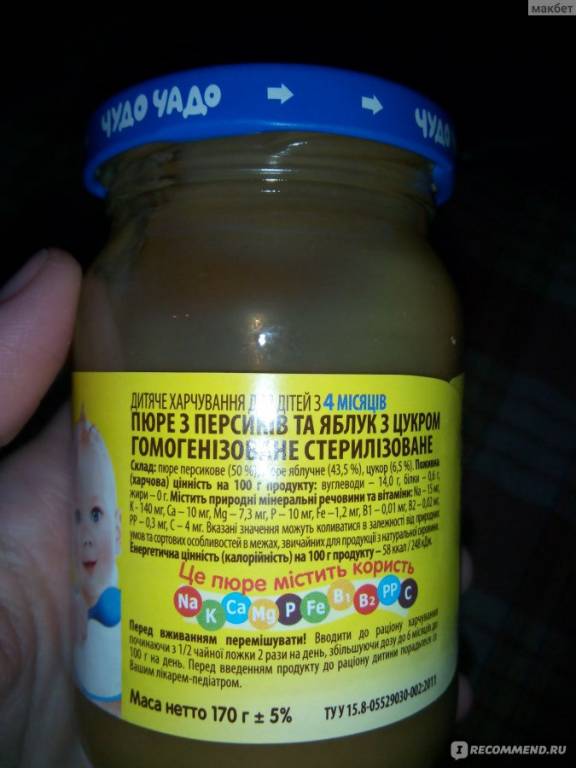 макбет
ЧУДО ЧАДО
ЧУДО
ДИТЯЧЕ ХАРЧУВАННЯ ДЛЯ ДІТЕЙ З 4 МІСЯЦІВ
ПЮРЕ З ПЕРСИКІВ ТА ЯБЛУК З ЦУКРОМ
ГОМОГЕНІЗОВАНЕ СТЕРИЛІЗОВАНЕ
Склад: пюре персикове (50 %), пюре яблучне (43,5 %), цукор (6,5 %). Поживна
(харчова) цінність на 100 г продукту: вуглеводи – 14,0 г, білки – 0,6 г,
жири – 0 г. Містить природні мінеральні речовини та вітаміни: Na – 15 мг,
K - 140 мг, Ca – 10 мг, Mg – 7,3 мг, P – 10 мг, Fe –1,2 мг, B1 – 0,01 мг, B2 – 0,02 мг,
PP – 0,3 мг, C – 4 мг. Вказані значення можуть коливатися в залежності від природних
умов та сортових особливостей в межах, звичайних для продукції з натуральної сировини.
Енергетична цінність (калорійність) на 100 г продукту – 58 ккал / 248 кДж.
Це пюре містить користь
Na K Ca Mg P Fe B1 B2 PP C
Перед вживанням перемішувати! Вводити до раціону харчування
починаючи з 1/2 чайної ложки 2 рази на день, збільшуючи дозу до 6 місяців до
100 г на день. Перед введенням продукту до раціону дитини порадьтеся із
Вашим лікарем-педіатром.
Маса нетто 170 г ± 5%
ТУ У 15.8-05529030-002:2011
RECOMMEND.RU